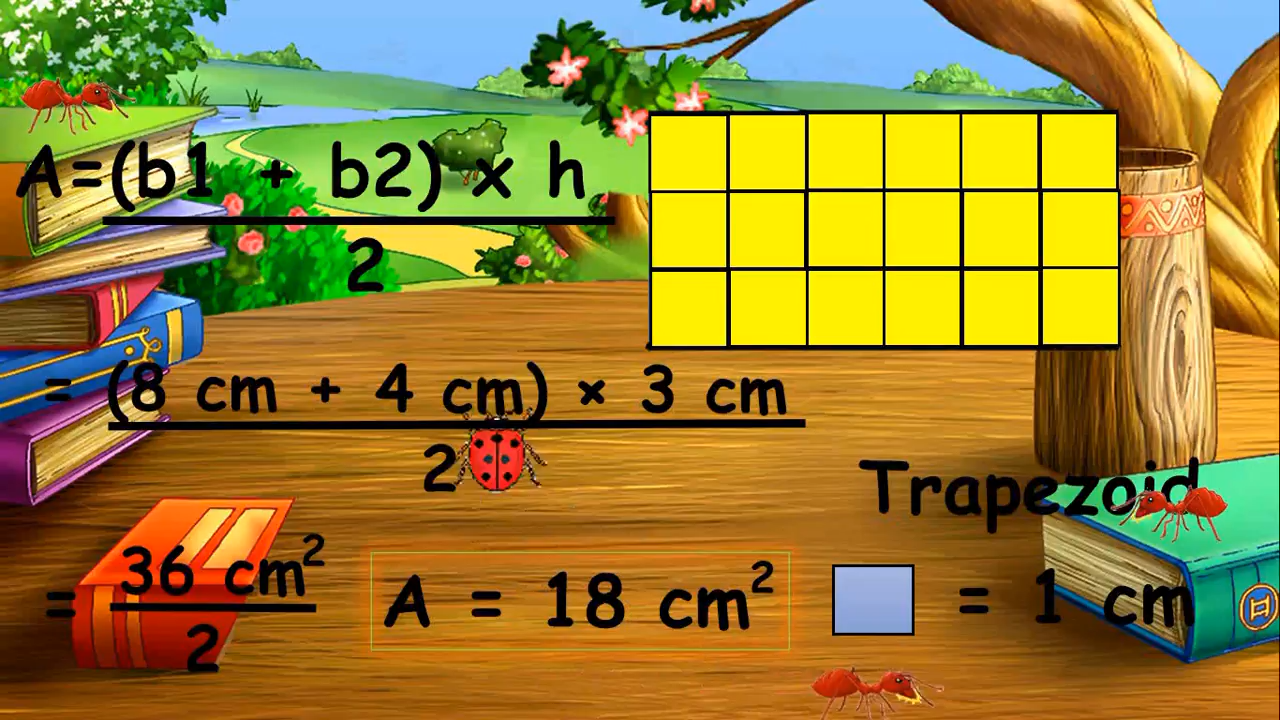 A=(b1 + b2) x h
2
= (8 cm + 4 cm) × 3 cm
2
= 36 cm²
2
A = 18 cm²
Trapezoid
= 1 cm